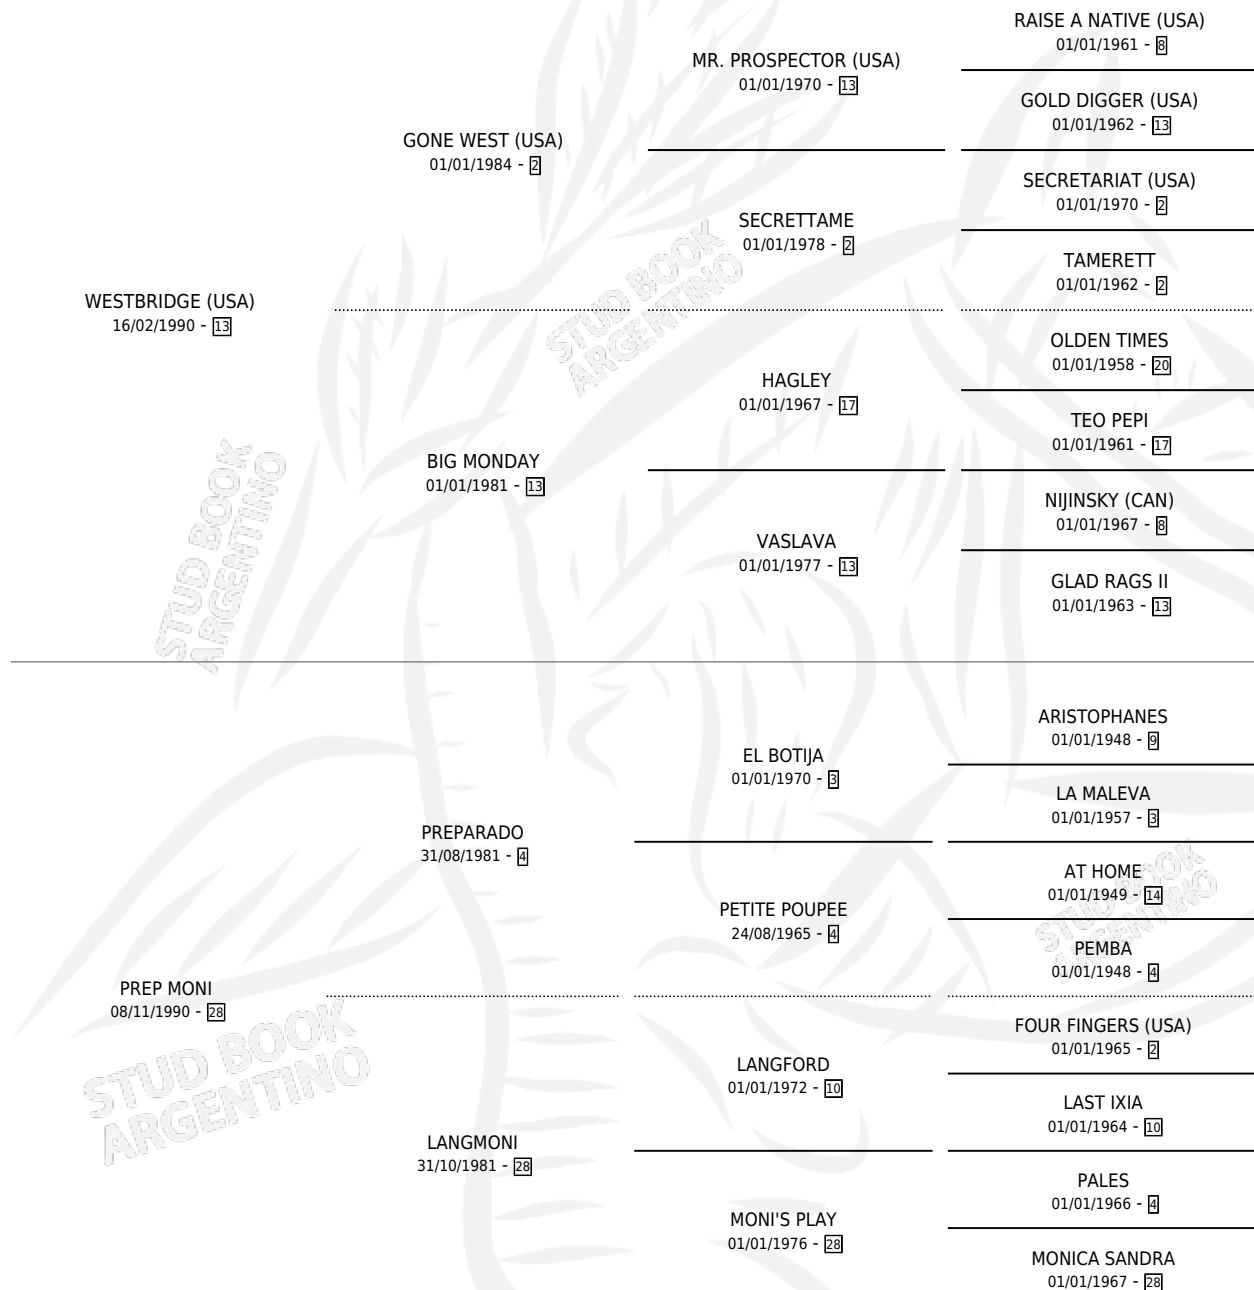 RAISE A NATIVE (USA)
01/01/1961 - 8
MR. PROSPECTOR (USA)
01/01/1970 - 13
GOLD DIGGER (USA)
01/01/1962 - 13
GONE WEST (USA)
01/01/1984 - 2
SECRETARIAT (USA)
01/01/1970 - 2
SECRETTAME
01/01/1978 - 2
TAMERETT
01/01/1962 - 2
WESTBRIDGE (USA)
16/02/1990 - 13
OLDEN TIMES
01/01/1958 - 20
HAGLEY
01/01/1967 - 17
TEO PEPI
01/01/1961 - 17
BIG MONDAY
01/01/1981 - 13
NIJINSKY (CAN)
01/01/1967 - 8
VASLAVA
01/01/1977 - 13
GLAD RAGS II
01/01/1963 - 13
STUD BOOK
ARGENTINO
STUD BOOK
ARGENTINO
ARISTOPHANES
01/01/1948 - 9
EL BOTIJA
01/01/1970 - 3
LA MALEVA
01/01/1957 - 3
PREPARADO
31/08/1981 - 4
AT HOME
01/01/1949 - 14
PETITE POUPEE
24/08/1965 - 4
PEMBA
01/01/1948 - 4
PREP MONI
08/11/1990 - 28
FOUR FINGERS (USA)
01/01/1965 - 2
LANGFORD
01/01/1972 - 10
LAST IXIA
01/01/1964 - 10
LANGMONI
31/10/1981 - 28
PALES
01/01/1966 - 4
MONI'S PLAY
01/01/1976 - 28
MONICA SANDRA
01/01/1967 - 28
STUD BOOK
ARGENTINO
STUD BOOK
ARGENTINO